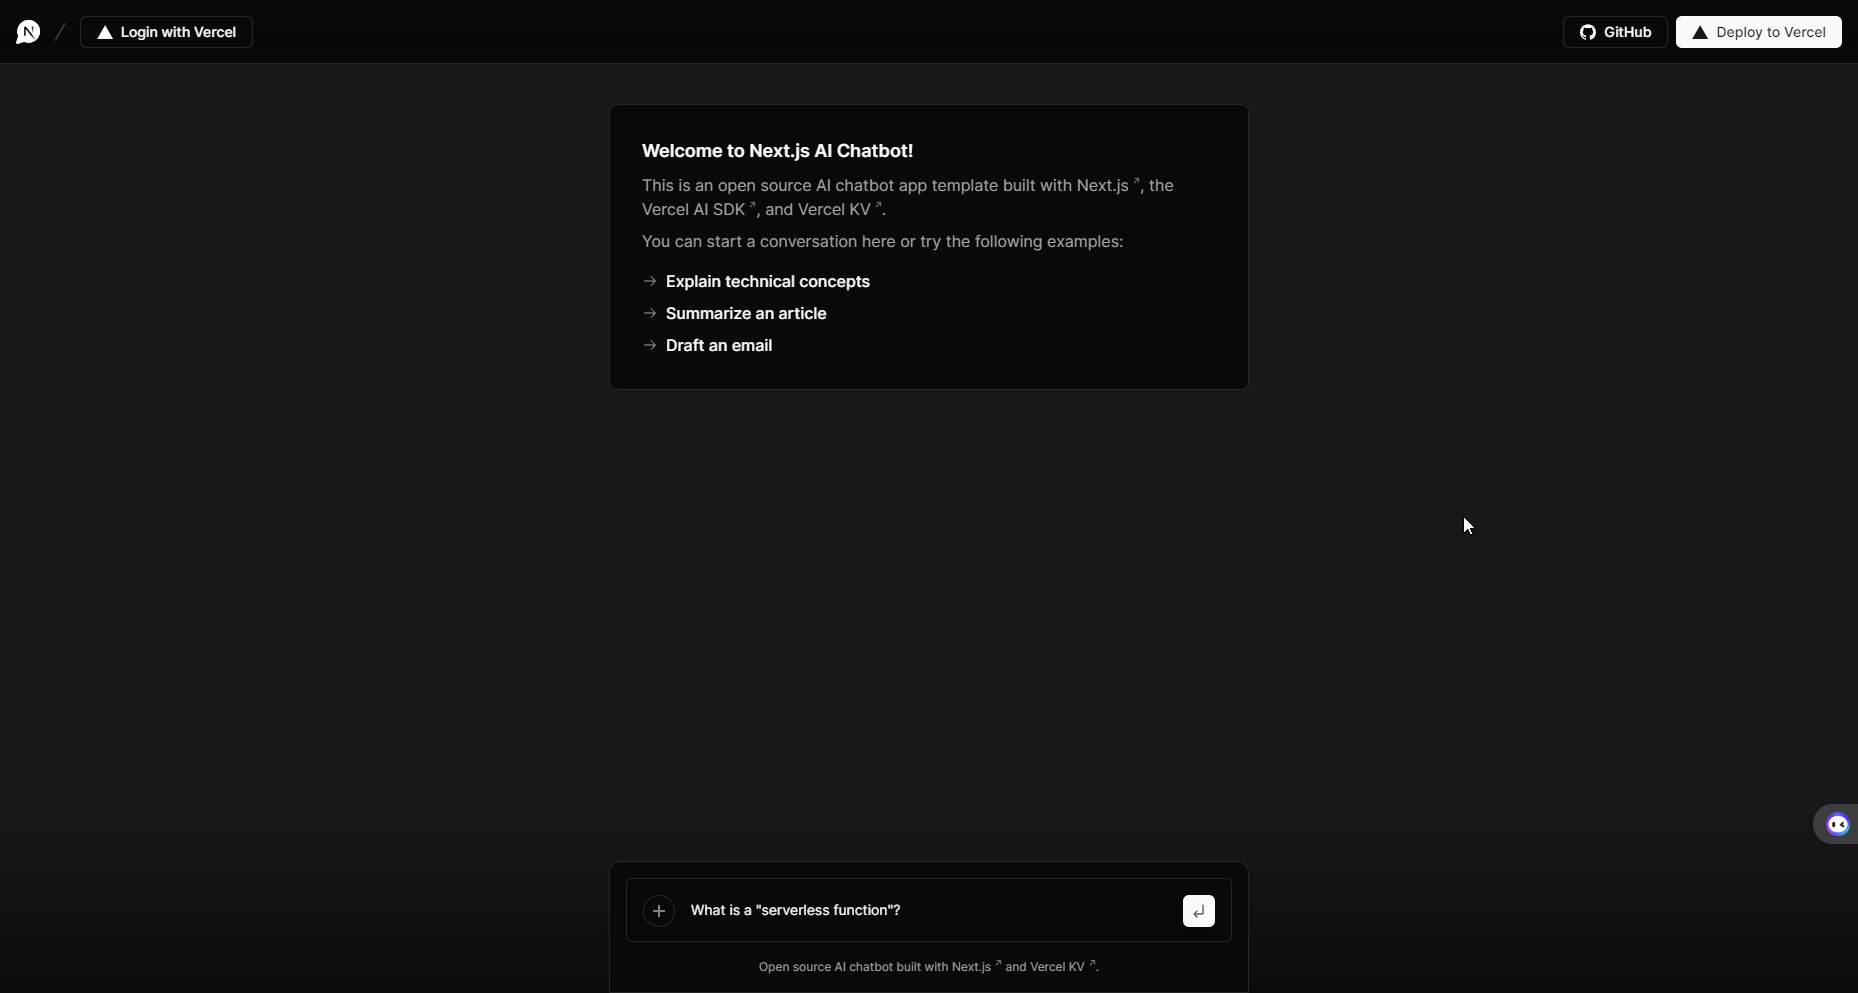 Login with Vercel
GitHub
Deploy to Vercel
Welcome to Next.js AI Chatbot!
This is an open source AI chatbot app template built with Next.js ↗, the
Vercel AI SDK ↗, and Vercel KV ↗.
You can start a conversation here or try the following examples:
→ Explain technical concepts
→ Summarize an article
→ Draft an email
What is a "serverless function"?
Open source AI chatbot built with Next.js ↗ and Vercel KV ↗.